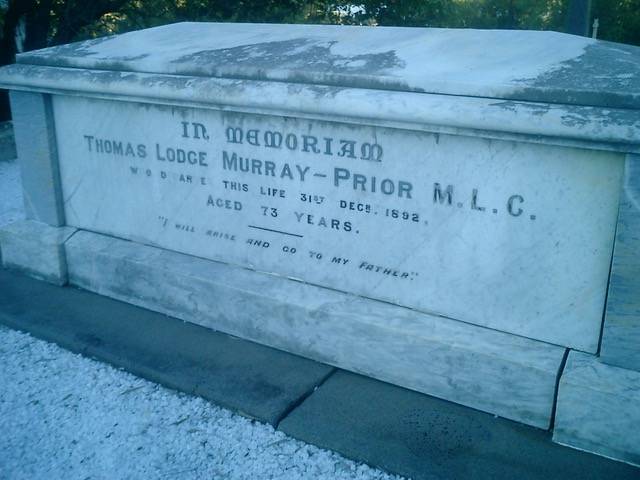 IN MEMORIAM
THOMAS LODGE MURRAY-PRIOR M.L.C.
W O D AR E THIS LIFE 31ST DECR. 1892.
AGED 73 YEARS.
"I WILL ARISE AND GO TO MY FATHER."